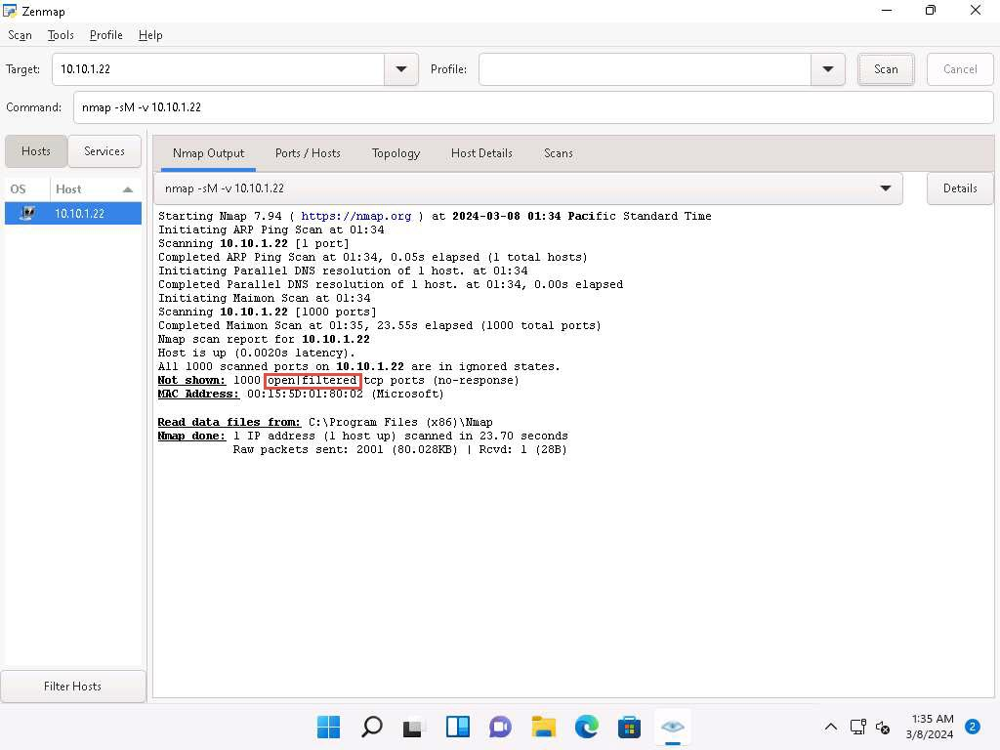 Zenmap
Scan Tools Profile Help
Target: 10.10.1.22 Profile: Scan Cancel
Command: nmap -sM -v 10.10.1.22
Hosts Services
OS Host
10.10.1.22
Nmap Output Ports / Hosts Topology Host Details Scans
nmap -sM -v 10.10.1.22 Details
Starting Nmap 7.94 ( https://nmap.org ) at 2024-03-08 01:34 Pacific Standard Time
Initiating ARP Ping Scan at 01:34
Scanning 10.10.1.22 [1 port]
Completed ARP Ping Scan at 01:34, 0.05s elapsed (1 total hosts)
Initiating Parallel DNS resolution of 1 host. at 01:34
Completed Parallel DNS resolution of 1 host. at 01:34, 0.00s elapsed
Initiating Maimon Scan at 01:34
Scanning 10.10.1.22 [1000 ports]
Completed Maimon Scan at 01:35, 23.55s elapsed (1000 total ports)
Nmap scan report for 10.10.1.22
Host is up (0.0020s latency).
All 1000 scanned ports on 10.10.1.22 are in ignored states.
Not shown: 1000 open|filtered tcp ports (no-response)
MAC Address: 00:15:5D:01:80:02 (Microsoft)
Read data files from: C:\Program Files (x86)\Nmap
Nmap done: 1 IP address (1 host up) scanned in 23.70 seconds
Raw packets sent: 2001 (80.028KB) | Rcvd: 1 (28B)
Filter Hosts
1:35 AM
3/8/2024
2